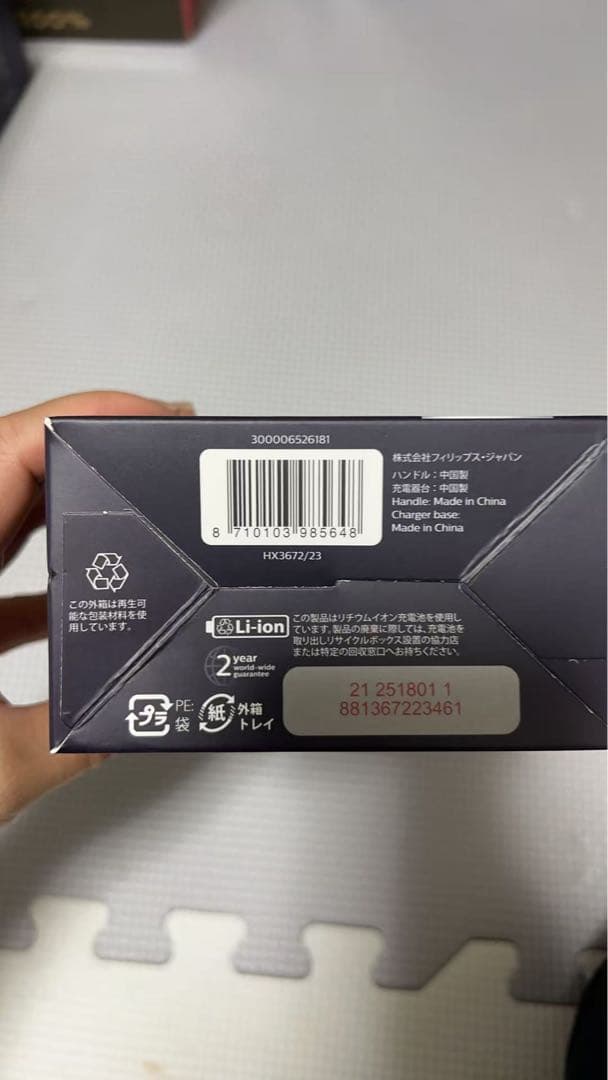 100%
300006526181
8 710103 985648
HX3672/23
株式会社フィリップス・ジャパン
ハンドル：中国製
充電器台：中国製
Handle: Made in China
Charger base:
Made in China
この外箱は再生可
能な包装材料を使
用しています。
Li-ion
この製品はリチウムイオン充電池を使用し
ています。製品の廃棄に際しては、充電池を
取り出しリサイクルボックス設置の協力店
または特定の回収窓口へお持ちください。
2 year
world-wide
guarantee
プラ
PE:
袋
紙
外箱
トレイ
21 251801 1
881367223461